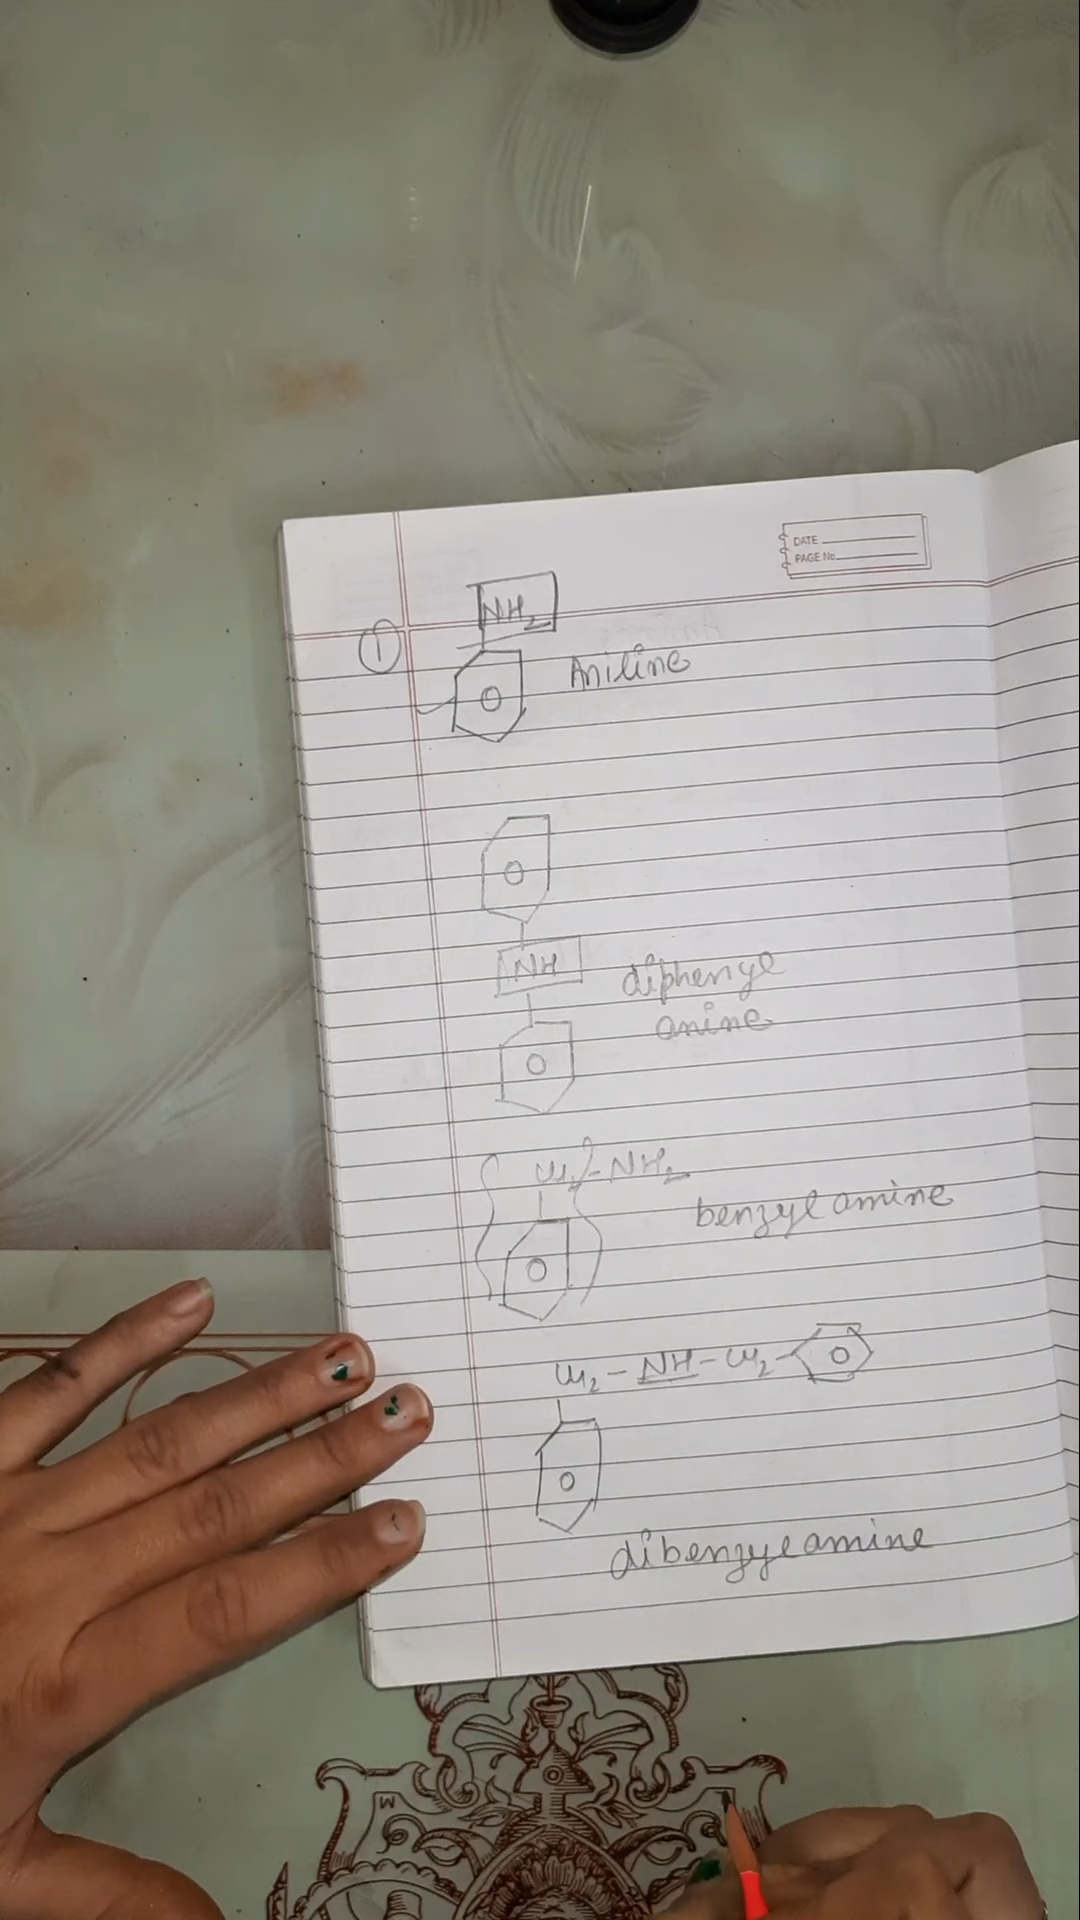 DATE
PAGE No.
NH2
①
Aniline
NH
diphenyl
amine
CH2-NH2
benzyl amine
CH2-NH-CH2-
dibenzyl amine
M